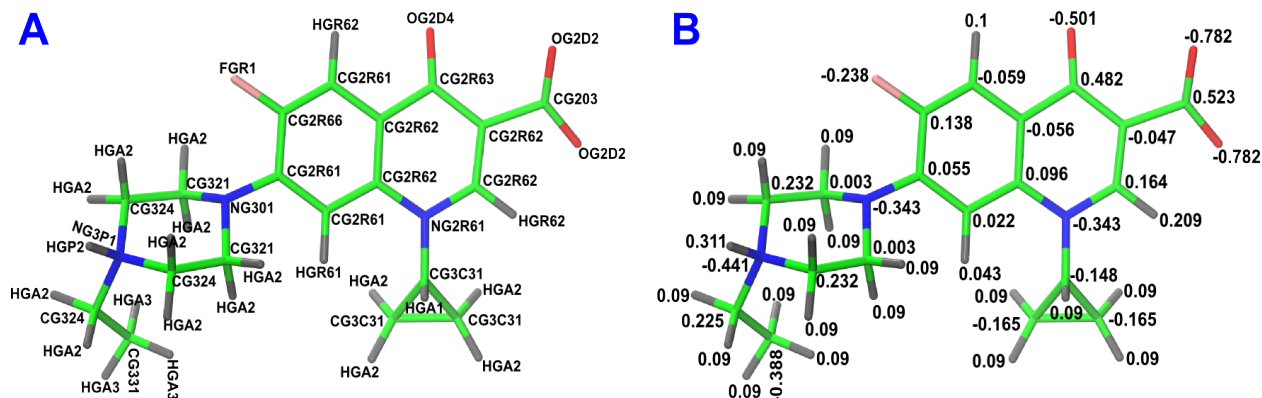 A
HGR62
OG2D4
OG2D2
FGR1
CG2R61
CG2R63
CG203
HGA2
HGA2
CG2R66
CG2R62
CG2R62
OG2D2
HGA2
CG321
CG2R61
CG2R62
CG2R62
CG324
HGA2
NG301
CG2R61
NG2R61
HGR62
NG3P1
HGA2
HGP2
CG321
HGA2
HGR61
CG324
HGA2
HGA2
HGA3
HGA2
CG3C31
HGA2
HGA2
HGA1
CG324
CG3C31
CG3C31
HGA2
CG331
HGA3
HGA3
HGA2
HGA2
B
0.1
-0.501
-0.782
-0.238
-0.059
0.482
0.523
0.09
0.09
0.138
-0.056
-0.047
-0.782
0.09
0.232
0.003
0.055
0.096
0.164
-0.343
0.022
0.209
-0.343
0.09
0.09
0.311
-0.441
0.003
0.09
0.043
0.232
0.09
0.09
0.09
0.09
-0.148
0.09
0.09
0.225
0.09
-0.165
-0.165
0.09
0.09
0.09
-0.388
0.09
0.09